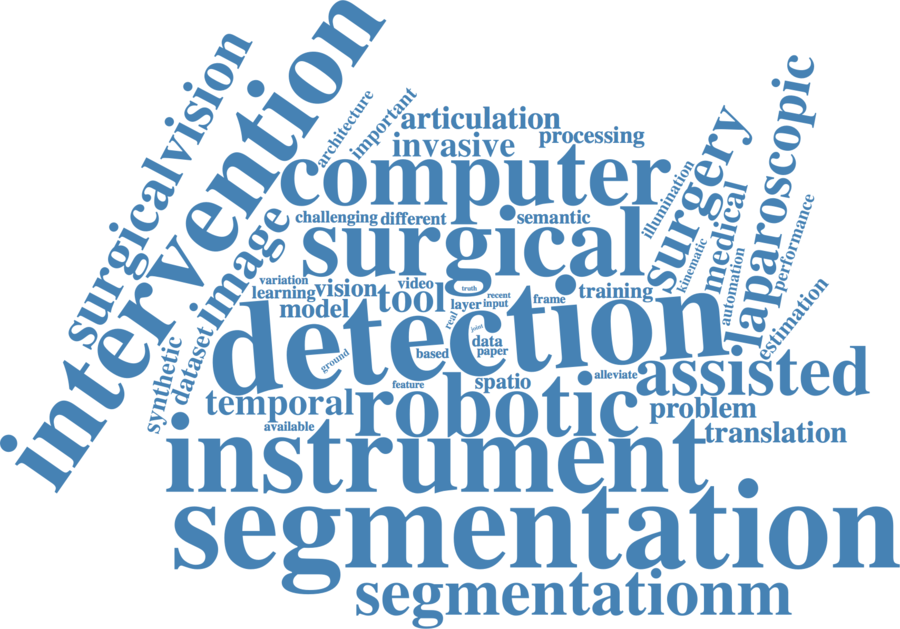 surgicalvision
intervention
architecture
important
articulation
invasive
processing
computer
illumination
surgery
laparoscopic
challenging
different
semantic
image
surgical
kinematic
medical
automation
performance
variation
learning
vision
video
tool
truth
recent
layer
input
frame
training
model
real
joint
estimation
synthetic
dataset
detection
ground
based
data
paper
feature
spatio
alleviate
assisted
temporal
robotic
problem
available
translation
instrument
segmentation
segmentationm